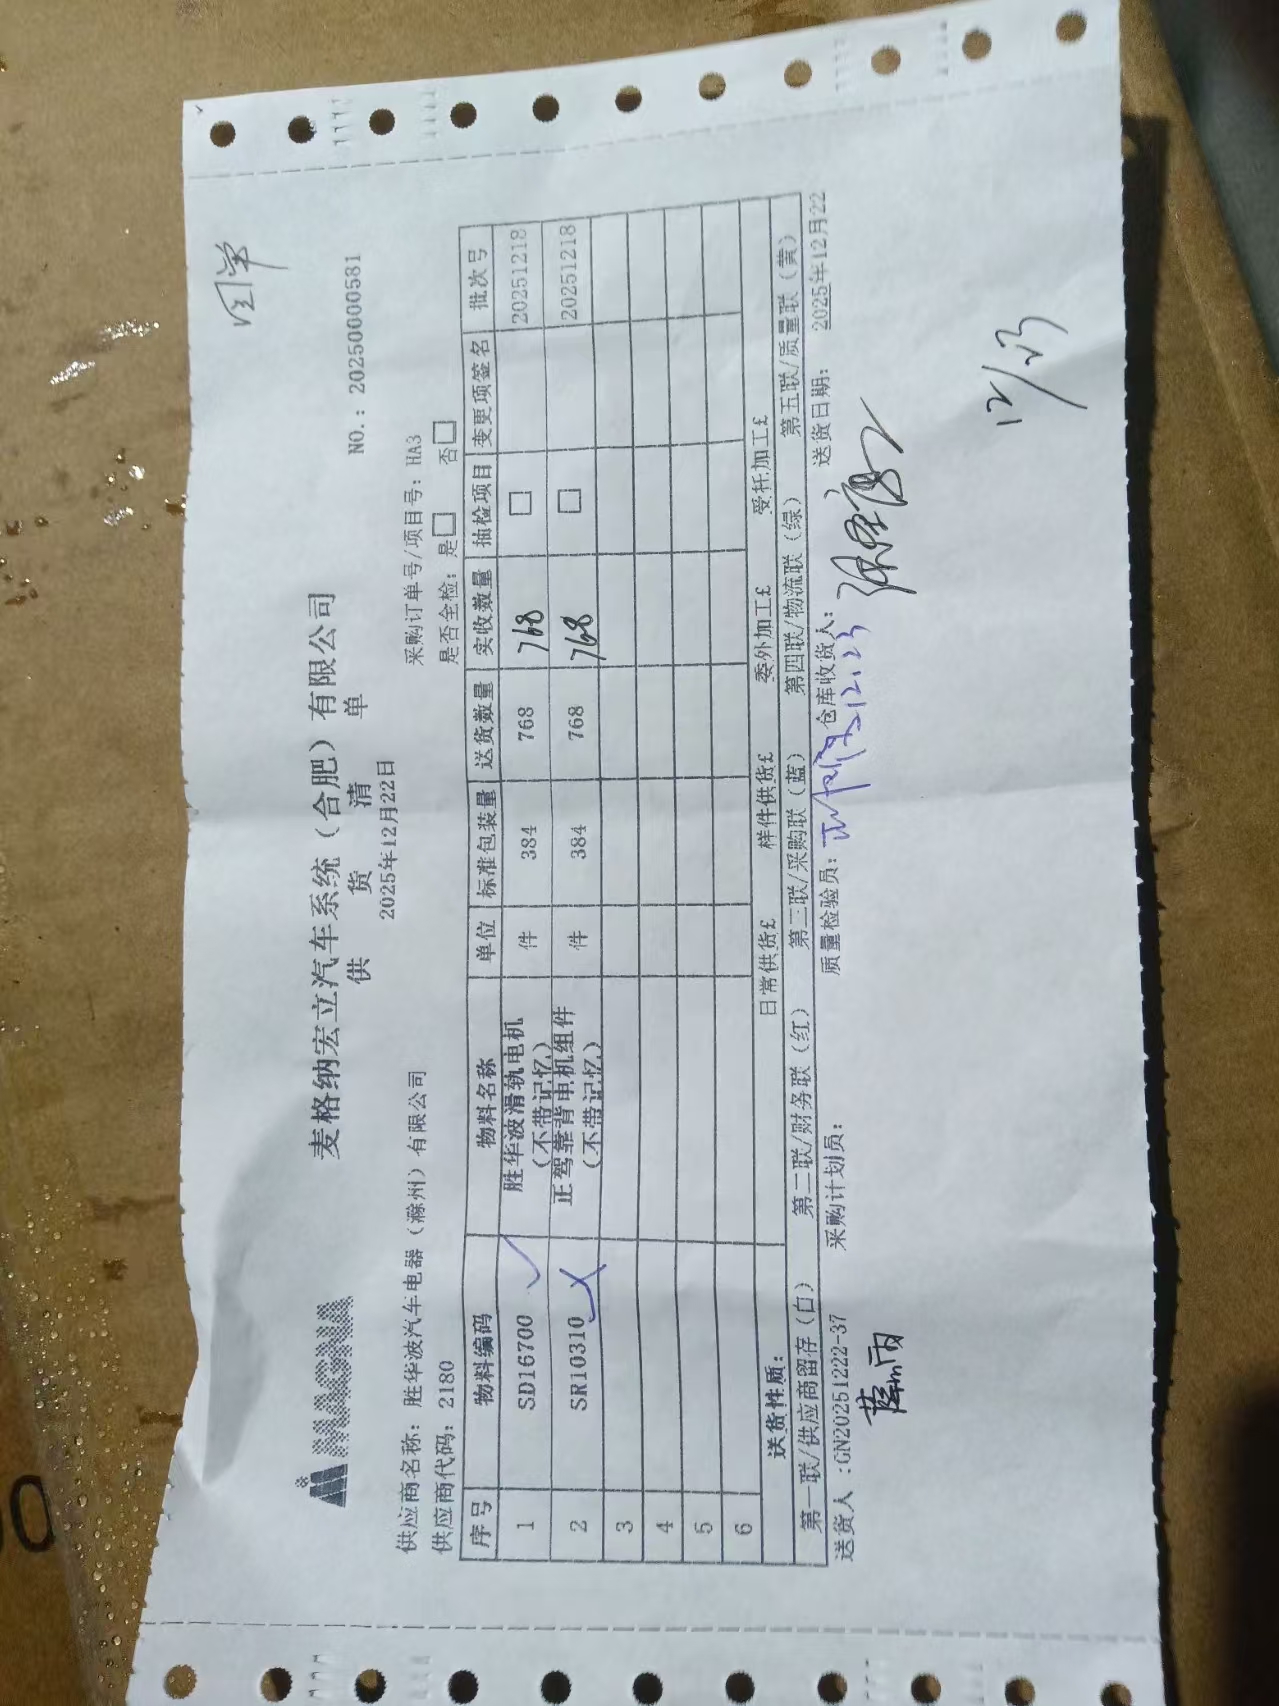 回单
麦格纳宏立汽车系统（合肥）有限公司
MAGNA
供 货 清 单
NO.: 20250000581
2025年12月22日
供应商名称: 胜华波汽车电器（滁州）有限公司 采购订单号/项目号: HA3
供应商代码: 2180 是否全检: 是□ 否□
序号 物料编码 物料名称 单位 标准包装量 送货数量 实收数量 抽检项目 变更项签名 批次号
1 SD16700 胜华波滑轨电机（不带记忆） 件 384 768 768 □ 20251218
2 SR10310 正驾靠背电机组件（不带记忆） 件 384 768 768 □ 20251218
3
4
5
6
送货性质: 日常供货£ 样件供货£ 委外加工£ 受托加工£
第一联/供应商留存（白） 第二联/财务联（红） 第三联/采购联（蓝） 第四联/物流联（绿） 第五联/质量联（黄）
送货人:GN20251222-37 采购计划员: 质量检验员: 12.23 仓库收货人: 送货日期: 2025年12月22
12/23